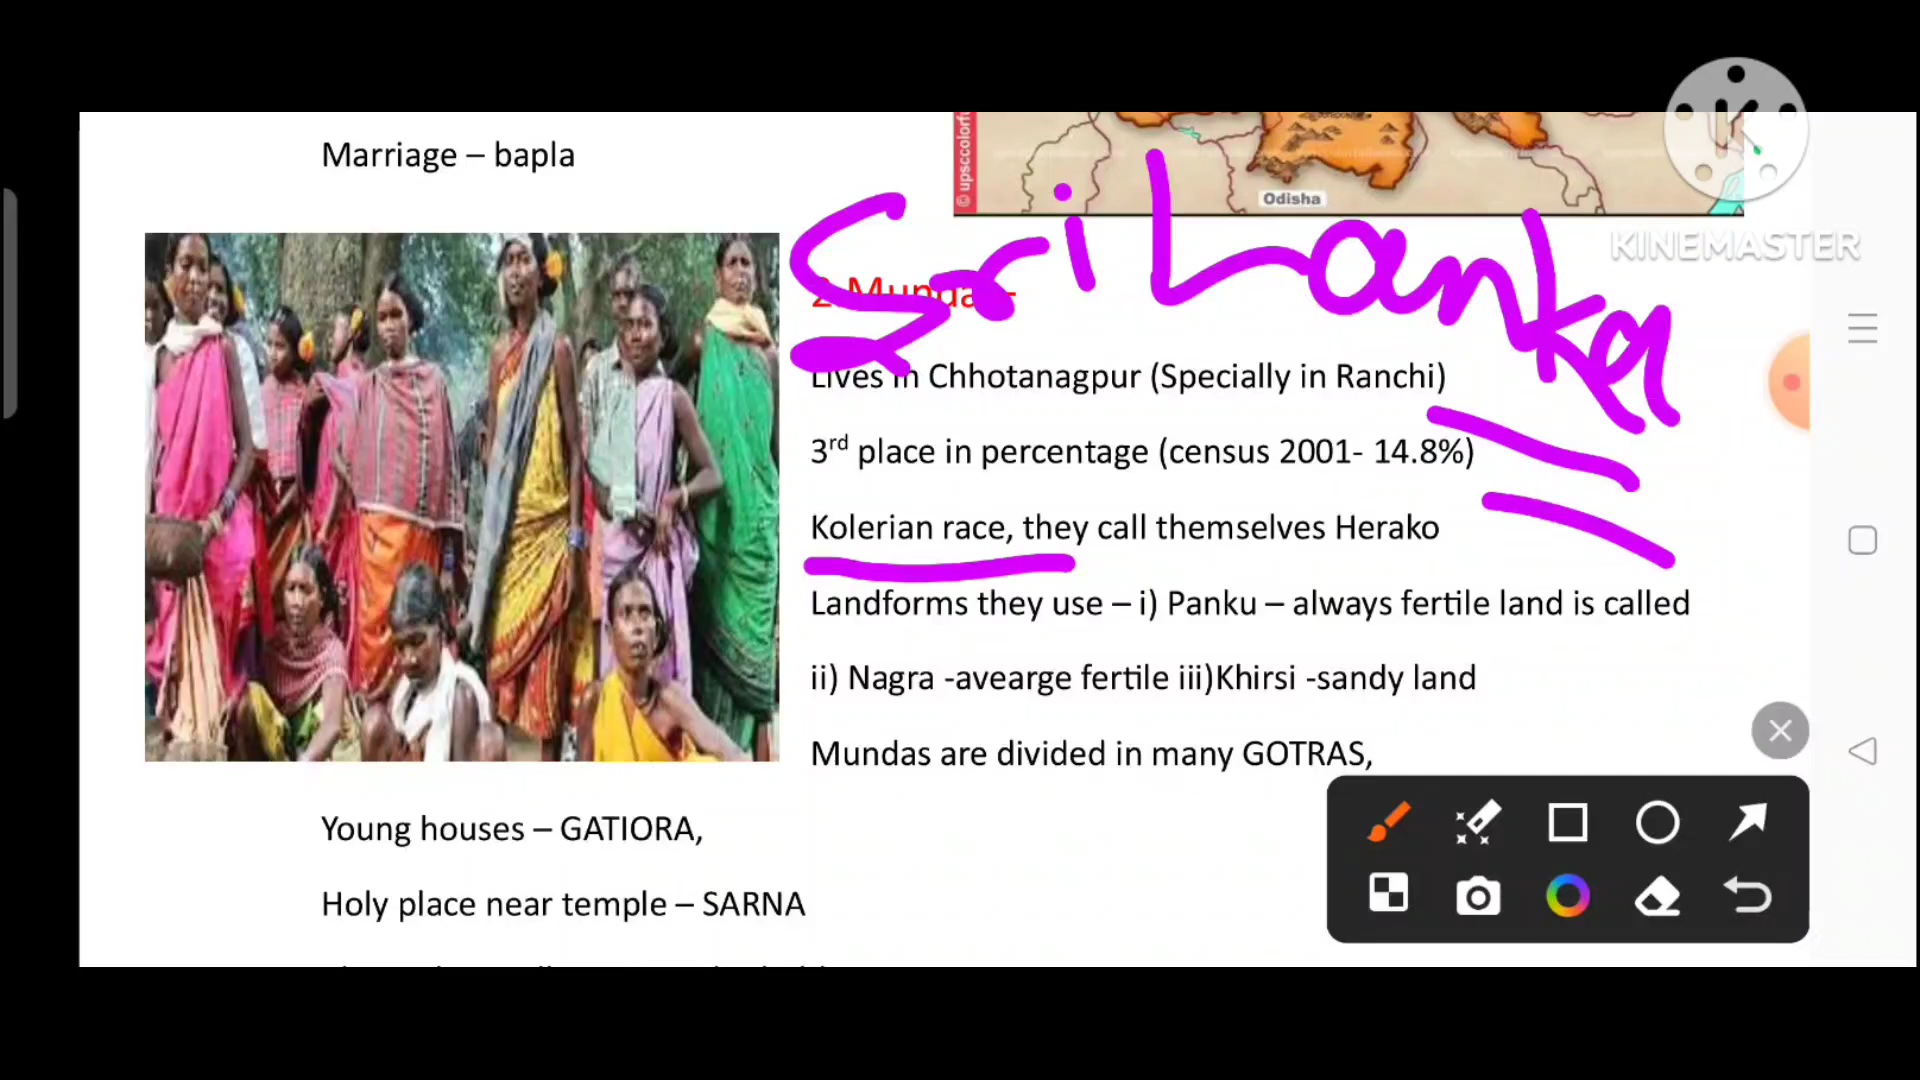 Marriage – bapla
© upsccolorfu
Odisha
KINEMASTER
Sri Lanka
2 Munda -
Lives in Chhotanagpur (Specially in Ranchi)
3rd place in percentage (census 2001- 14.8%)
Kolerian race, they call themselves Herako
Landforms they use – i) Panku – always fertile land is called
ii) Nagra -avearge fertile iii)Khirsi -sandy land
Mundas are divided in many GOTRAS,
Young houses – GATIORA,
Holy place near temple – SARNA